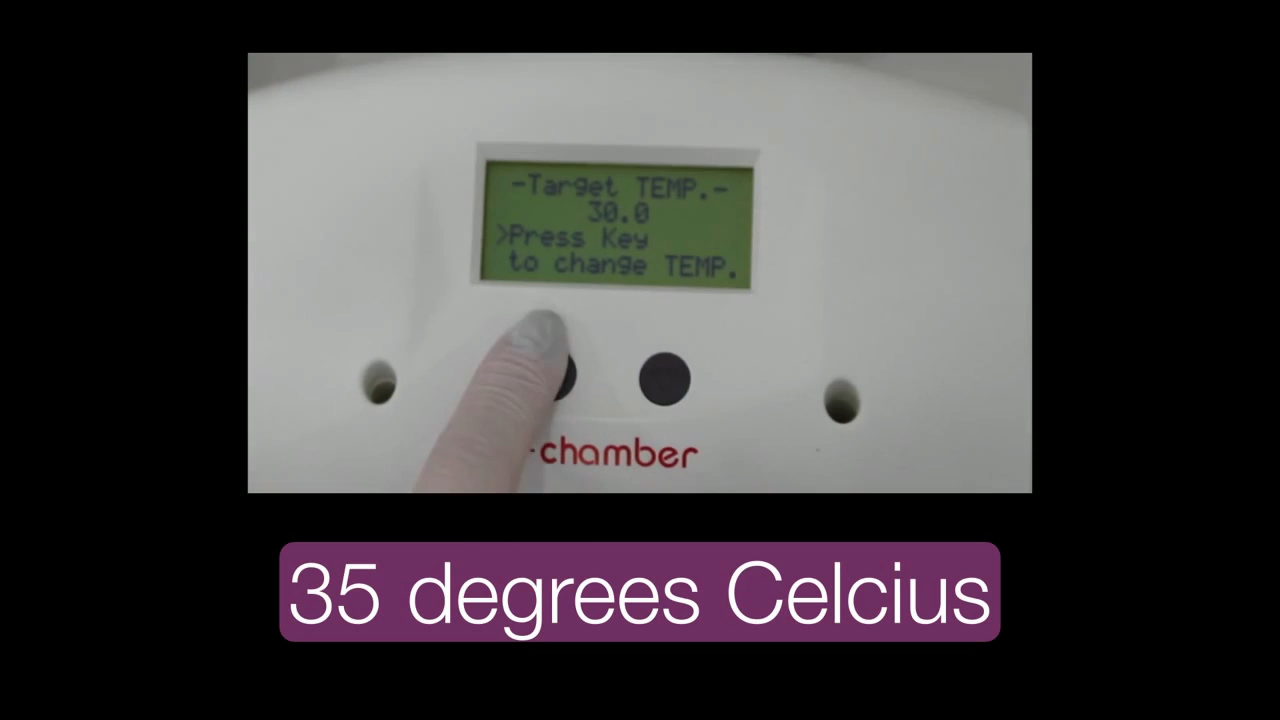 -Target TEMP.-
30.0
>Press Key
to change TEMP.
-chamber
35 degrees Celcius